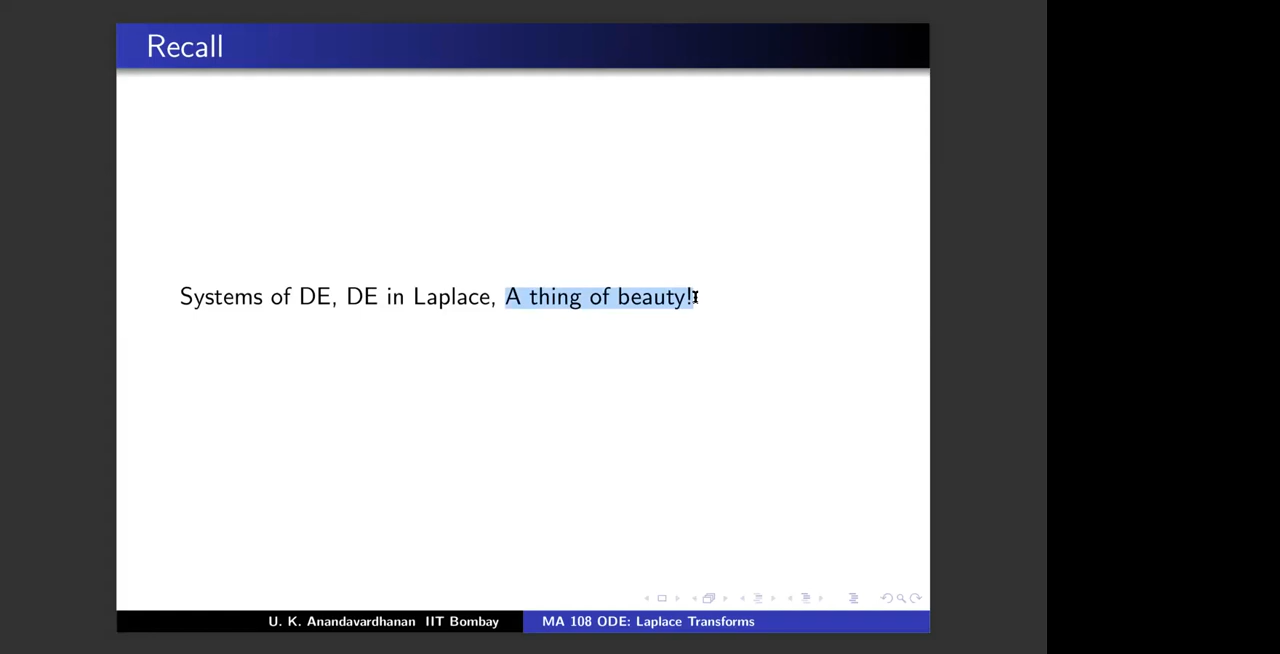 Recall
Systems of DE, DE in Laplace, A thing of beauty!
U. K. Anandavardhanan IIT Bombay
MA 108 ODE: Laplace Transforms